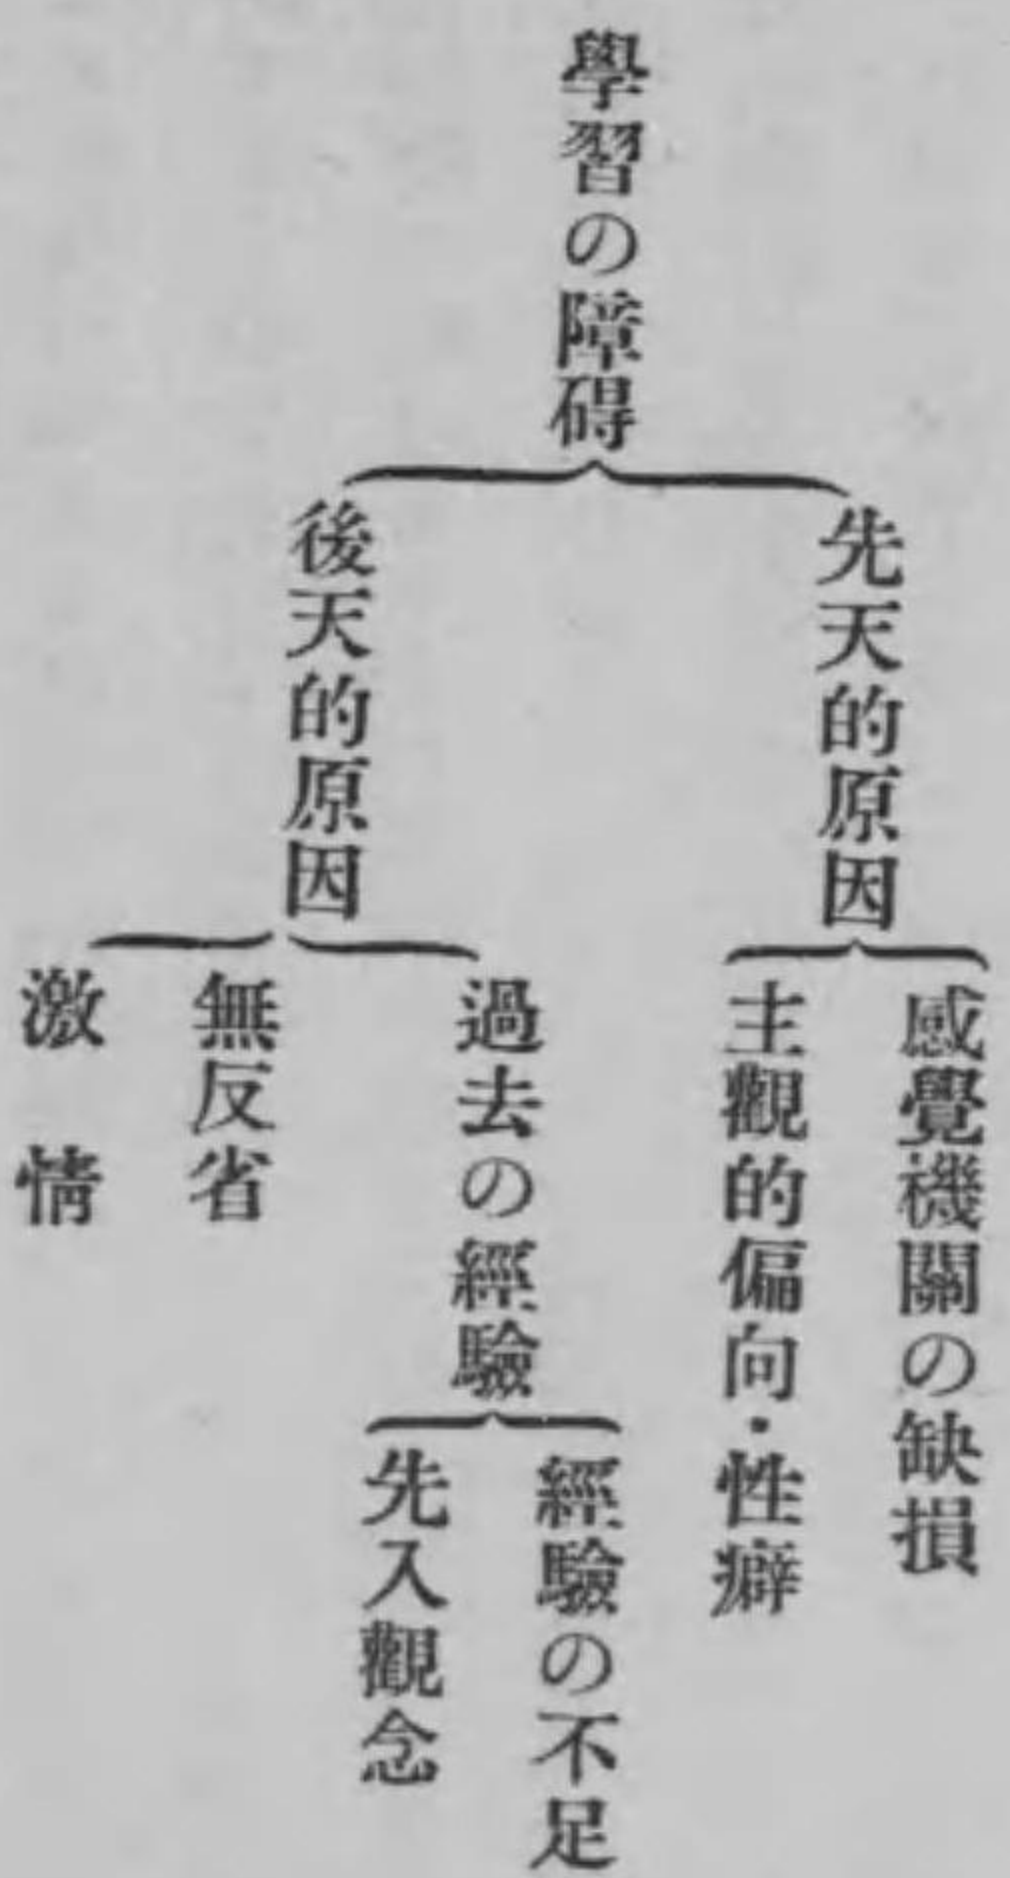 學習の障碍
先天的原因
感覺機關の缺損
主觀的偏向・性癖
後天的原因
過去の經驗
經驗の不足
先入觀念
無反省
激情